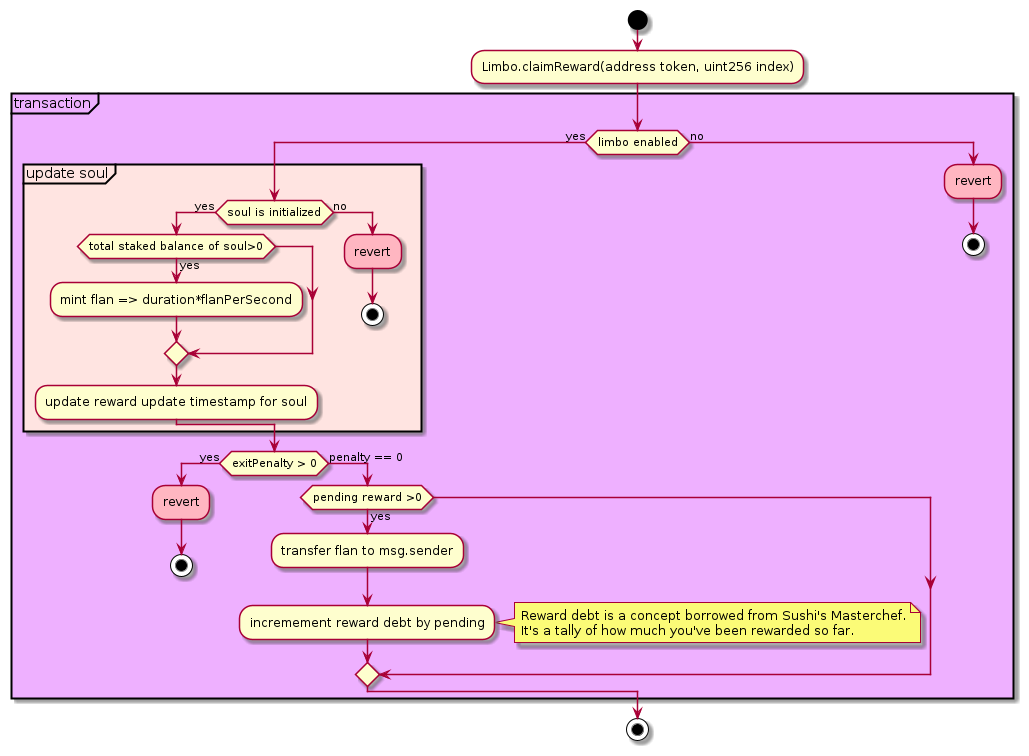 Limbo.claimReward(address token, uint256 index)
transaction
limbo enabled
yes
no
update soul
soul is initialized
yes
no
total staked balance of soul>0
yes
mint flan => duration*flanPerSecond
revert
update reward update timestamp for soul
revert
exitPenalty > 0
yes
penalty == 0
revert
pending reward >0
yes
transfer flan to msg.sender
incremement reward debt by pending
Reward debt is a concept borrowed from Sushi's Masterchef.
It's a tally of how much you've been rewarded so far.